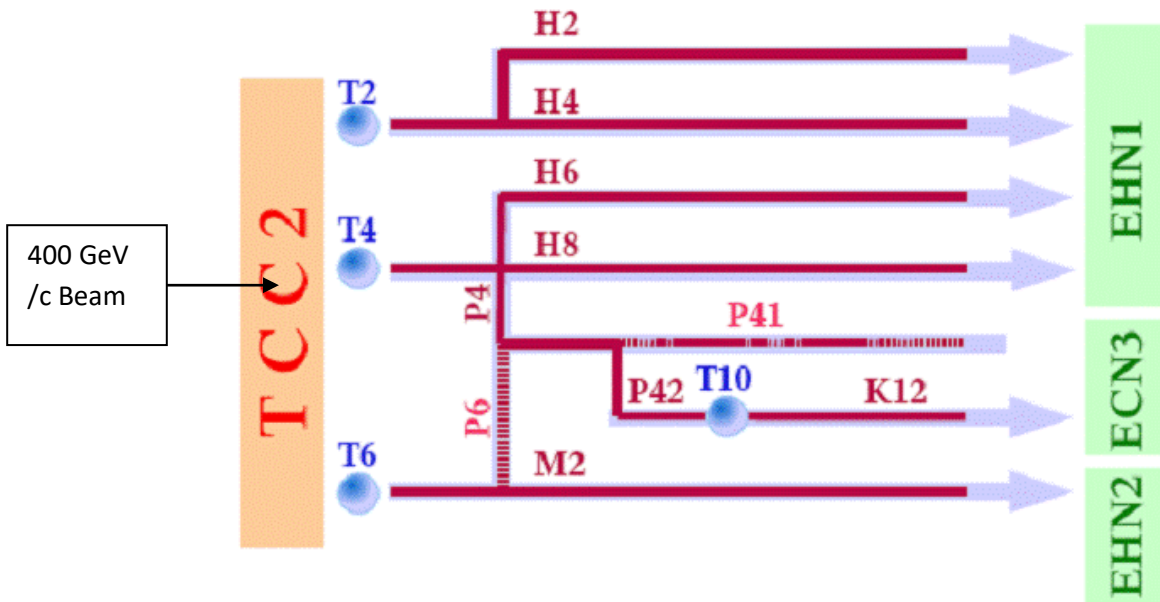 H2
T2
H4
H6
T4
H8
400 GeV
/c Beam
TCC2
P4
P41
P42
T10
K12
P6
T6
M2
EHN1
ECN3
EHN2